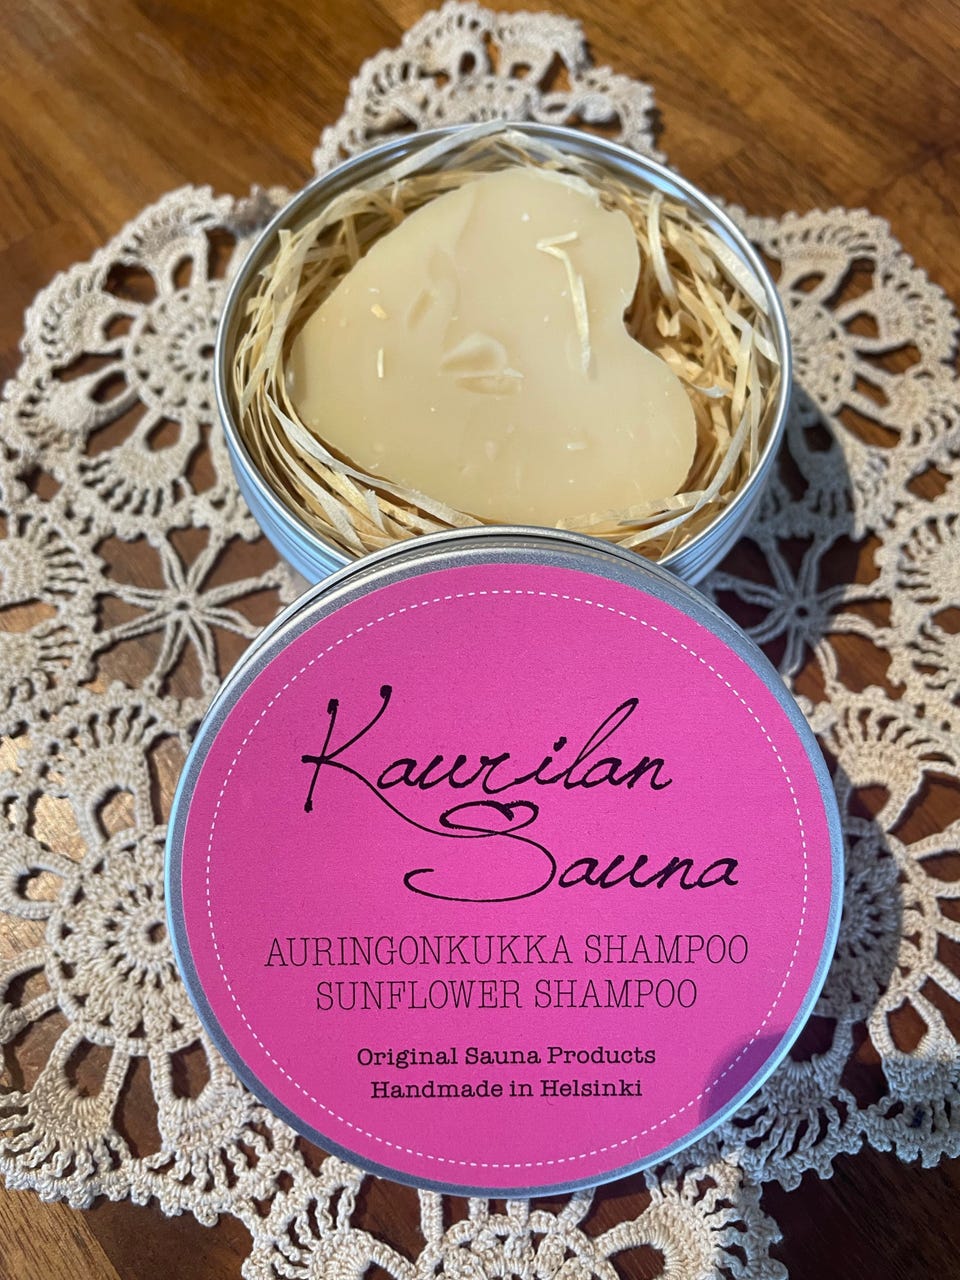 Kaurilan
Sauna
AURINGONKUKKA SHAMPOO
SUNFLOWER SHAMPOO
Original Sauna Products
Handmade in Helsinki